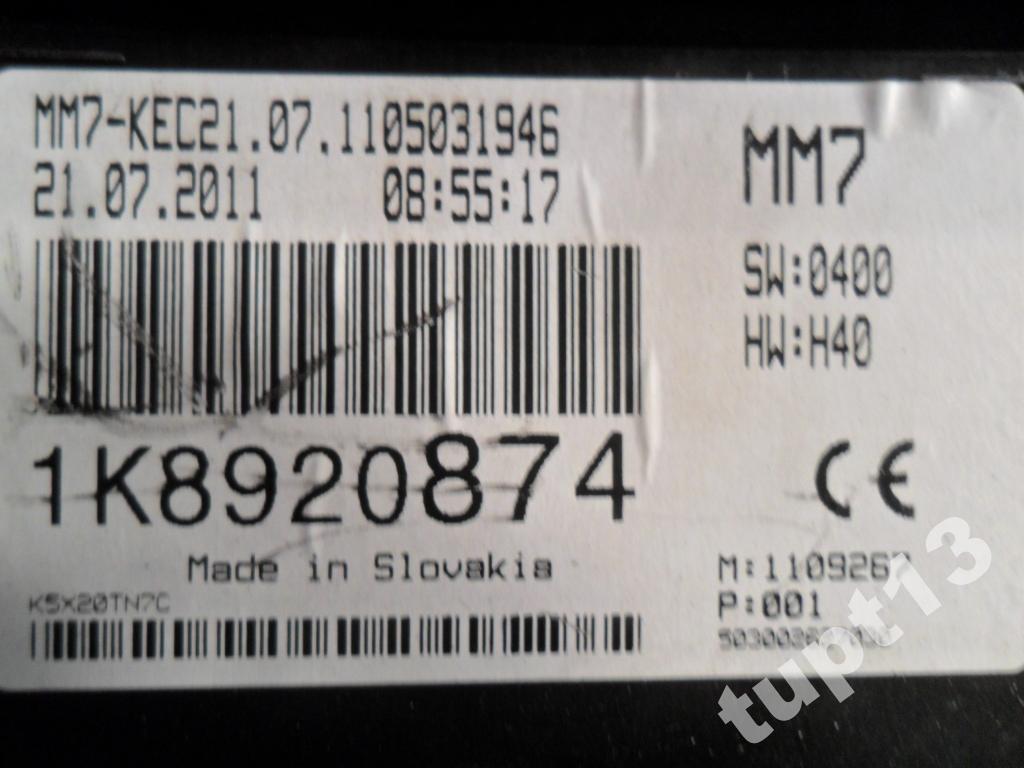 MM7-KEC21.07.1105031946
21.07.2011 08:55:17
MM7
SW:0400
HW:H40
1K8920874
CE
Made in Slovakia
K5X20TN7C
M:1109267
P:001
tupt13